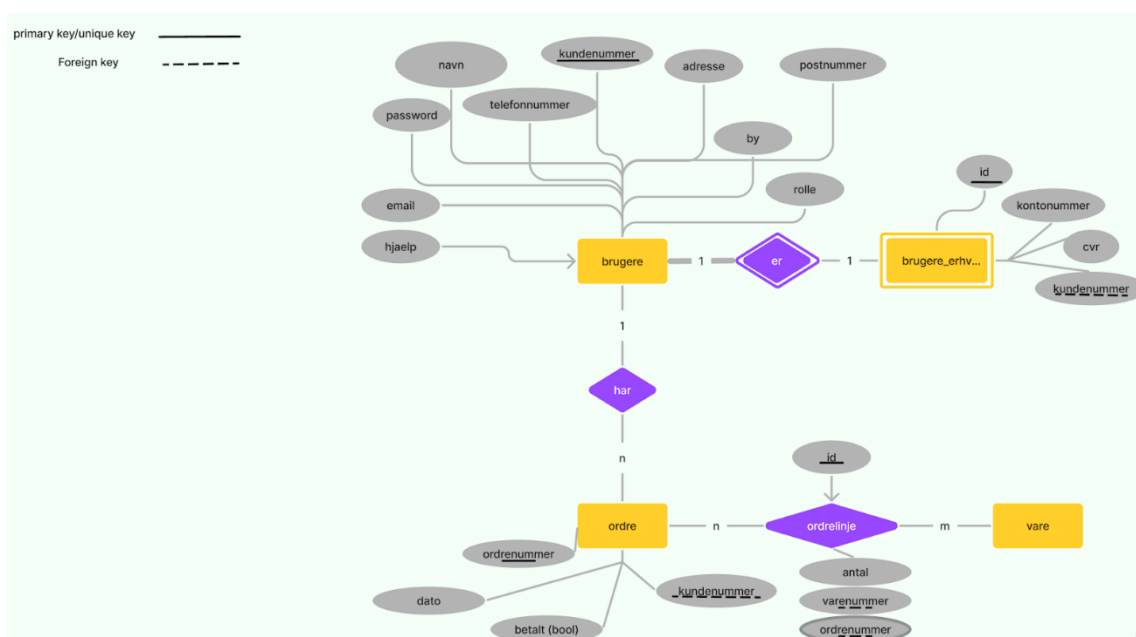 primary key/unique key
Foreign key
navn
kundenummer
adresse
postnummer
telefonnummer
password
by
rolle
email
hjaelp
id
kontonummer
cvr
kundenummer
brugere
1
er
1
brugere_erhv...
1
har
n
id
ordre
n
ordrelinje
m
vare
ordrenummer
antal
kundenummer
varenummer
dato
betalt (bool)
ordrenummer